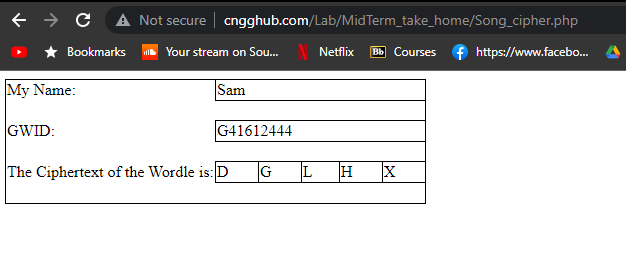 Not secure | cngghub.com/Lab/MidTerm_take_home/Song_cipher.php
Bookmarks Your stream on Sou... Netflix Bb Courses https://www.facebo...
My Name: Sam
GWID: G41612444
The Ciphertext of the Wordle is: D G L H X